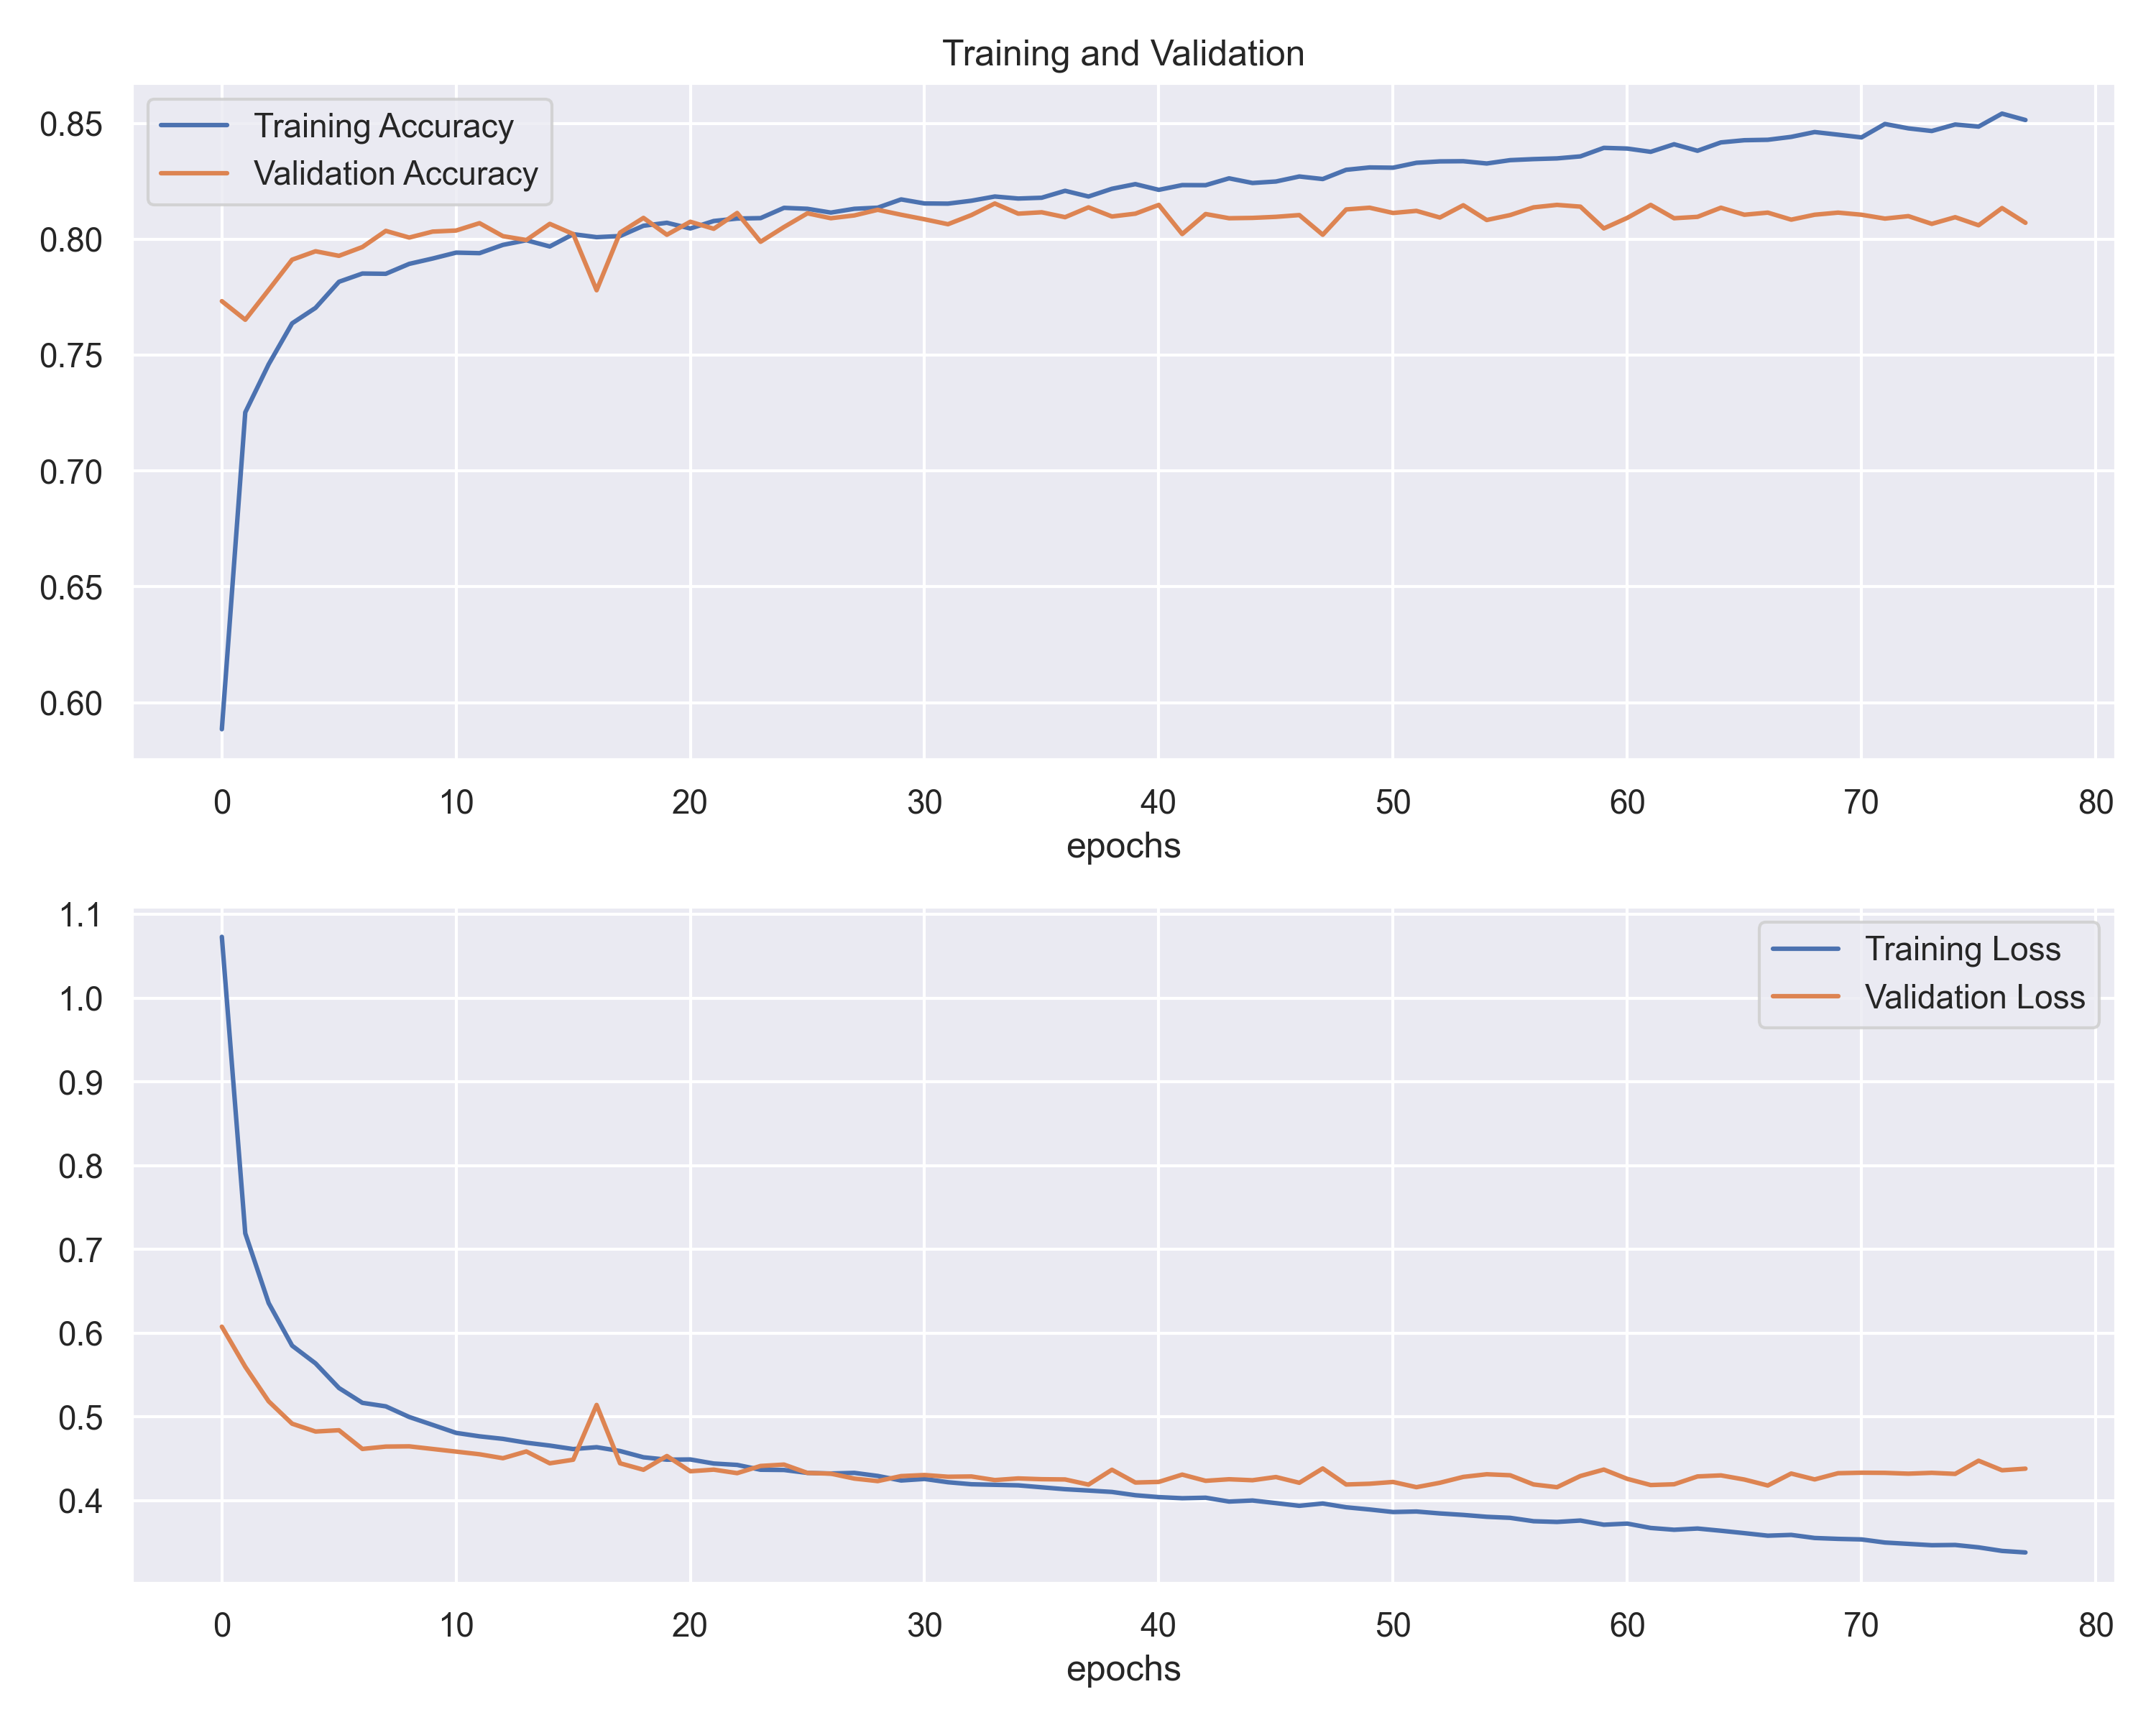 Training and Validation
0.85
0.80
0.75
0.70
0.65
0.60
Training Accuracy
Validation Accuracy
0 10 20 30 40 50 60 70 80
epochs
1.1
1.0
0.9
0.8
0.7
0.6
0.5
0.4
Training Loss
Validation Loss
0 10 20 30 40 50 60 70 80
epochs